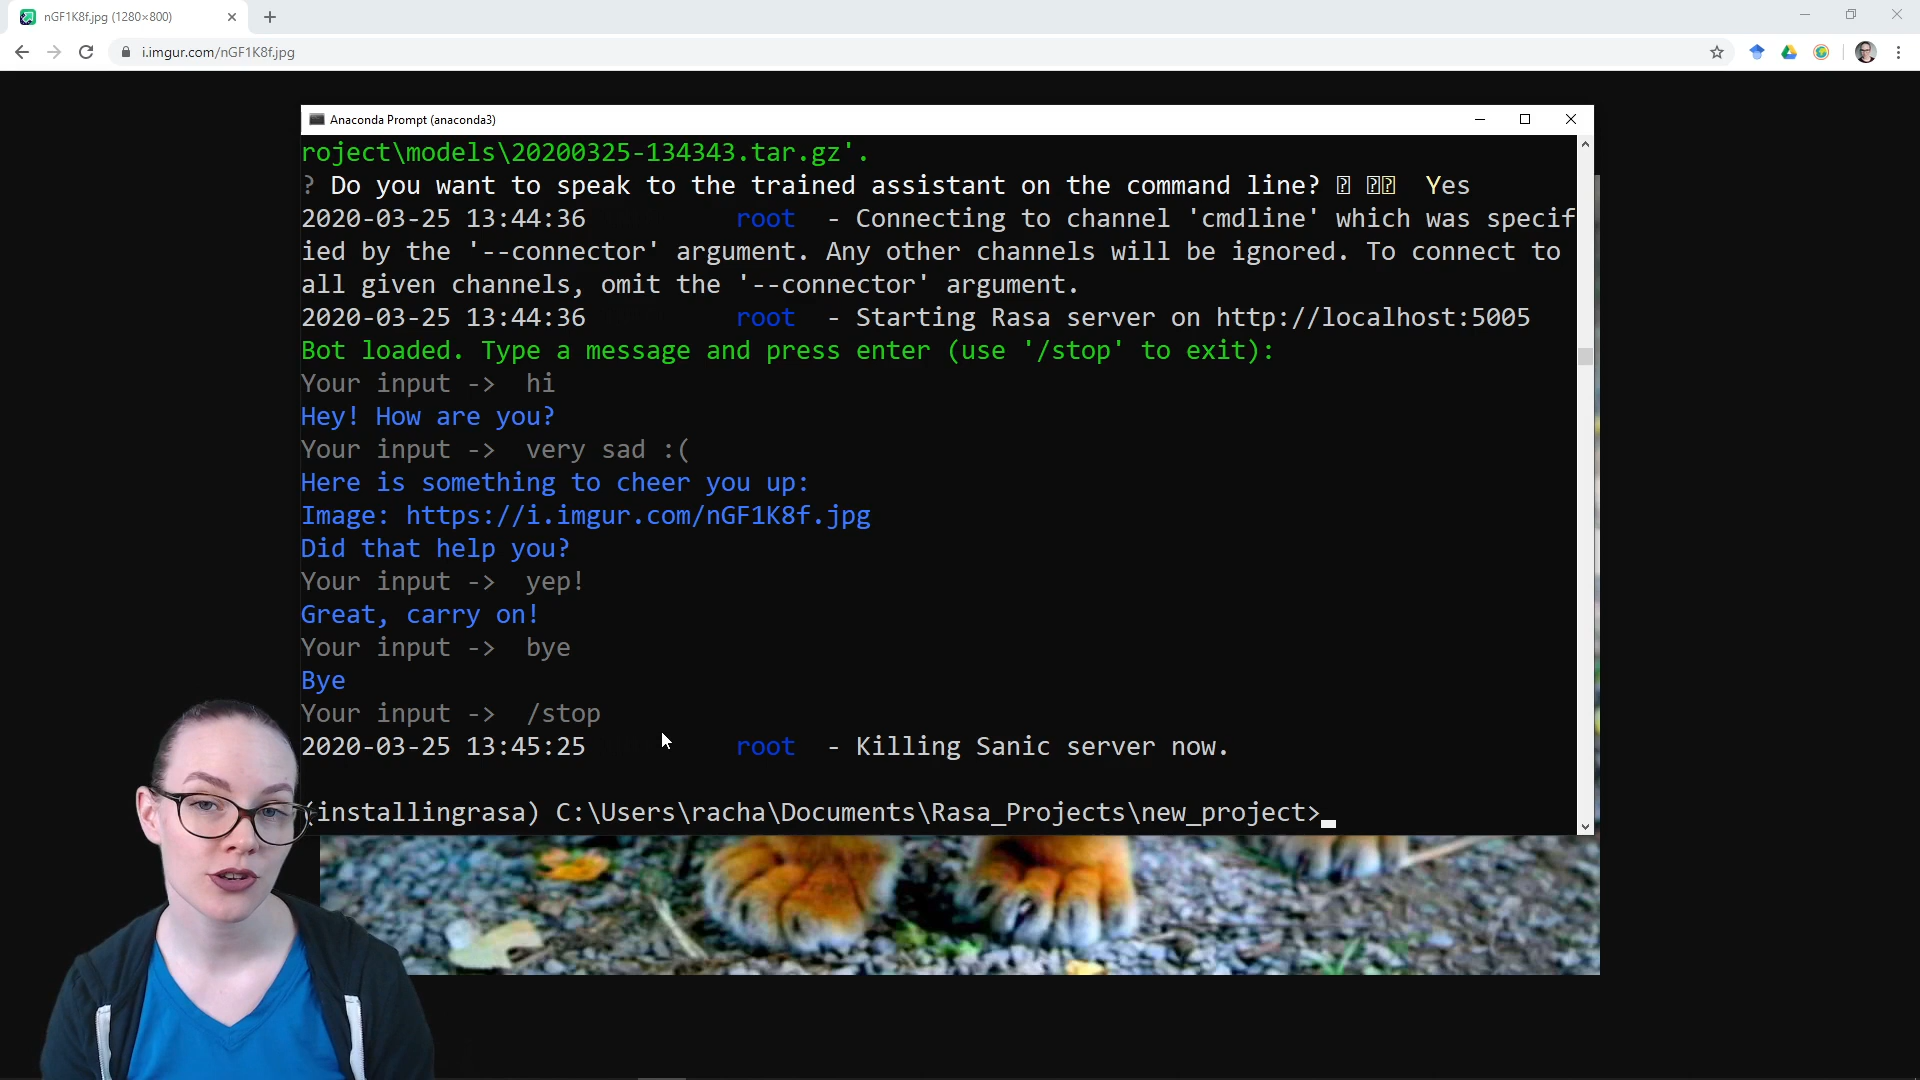 nGF1K8f.jpg (1280×800)
i.imgur.com/nGF1K8f.jpg
Anaconda Prompt (anaconda3)
roject\models\20200325-134343.tar.gz'.
? Do you want to speak to the trained assistant on the command line? Yes
2020-03-25 13:44:36 root - Connecting to channel 'cmdline' which was specif
ied by the '--connector' argument. Any other channels will be ignored. To connect to
all given channels, omit the '--connector' argument.
2020-03-25 13:44:36 root - Starting Rasa server on http://localhost:5005
Bot loaded. Type a message and press enter (use '/stop' to exit):
Your input -> hi
Hey! How are you?
Your input -> very sad :(
Here is something to cheer you up:
Image: https://i.imgur.com/nGF1K8f.jpg
Did that help you?
Your input -> yep!
Great, carry on!
Your input -> bye
Bye
Your input -> /stop
2020-03-25 13:45:25 root - Killing Sanic server now.
(installingrasa) C:\Users\racha\Documents\Rasa_Projects\new_project>